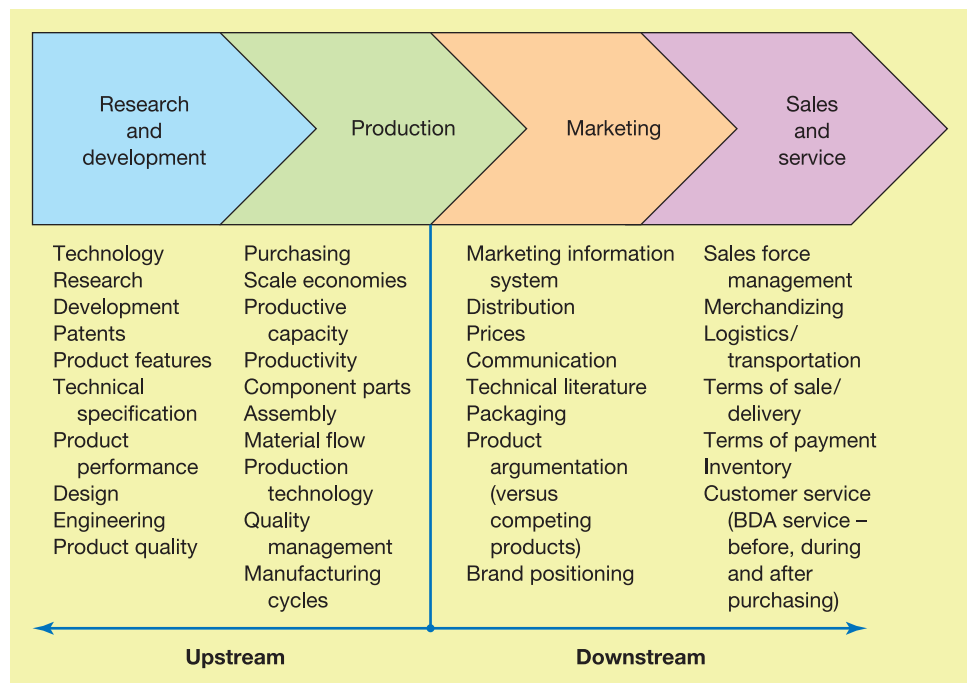 Research
and
development
Production
Marketing
Sales
and
service
Technology
Research
Development
Patents
Product features
Technical
specification
Product
performance
Design
Engineering
Product quality
Purchasing
Scale economies
Productive
capacity
Productivity
Component parts
Assembly
Material flow
Production
technology
Quality
management
Manufacturing
cycles
Marketing information
system
Distribution
Prices
Communication
Technical literature
Packaging
Product
argumentation
(versus
competing
products)
Brand positioning
Sales force
management
Merchandizing
Logistics/
transportation
Terms of sale/
delivery
Terms of payment
Inventory
Customer service
(BDA service –
before, during
and after
purchasing)
Upstream
Downstream